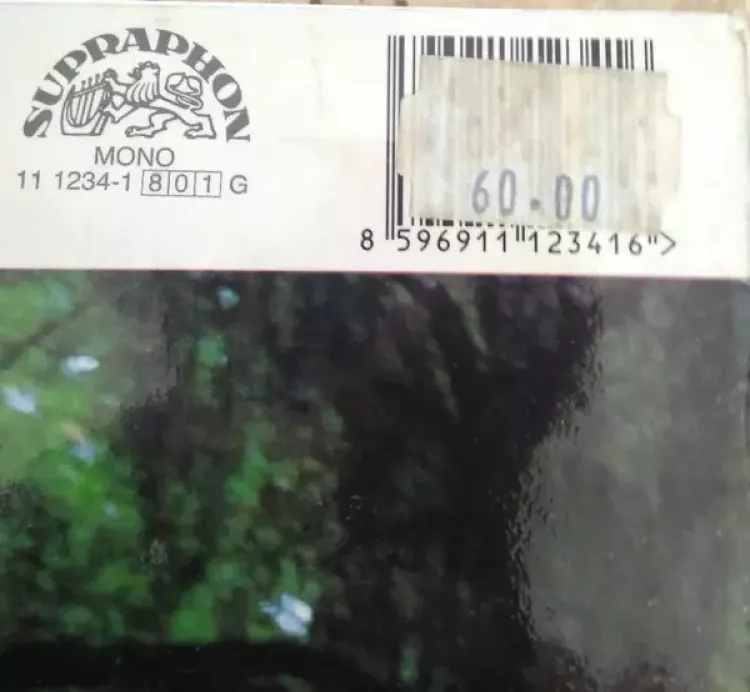 SUPRAPHON
MONO
11 1234-1 801 G
60.00
8 596911 123416 >